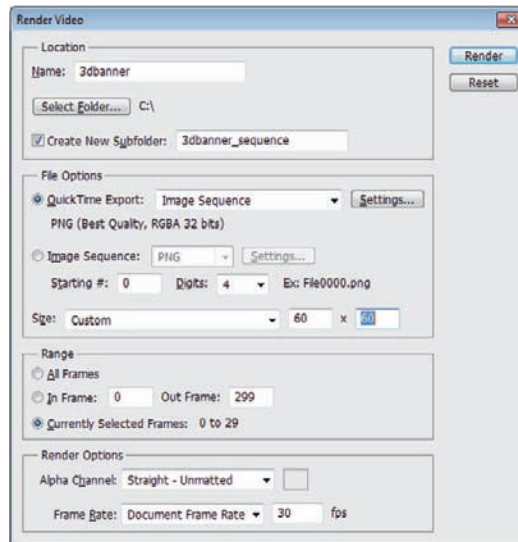 Render Video
Location
Render
Name: 3dbanner
Reset
Select Folder... C:\
Create New Subfolder: 3dbanner_sequence
File Options
QuickTime Export: Image Sequence Settings...
PNG (Best Quality, RGBA 32 bits)
Image Sequence: PNG Settings...
Starting #: 0 Digits: 4 Ex: File0000.png
Size: Custom 60 x 60
Range
All Frames
In Frame: 0 Out Frame: 299
Currently Selected Frames: 0 to 29
Render Options
Alpha Channel: Straight - Unmatted
Frame Rate: Document Frame Rate 30 fps